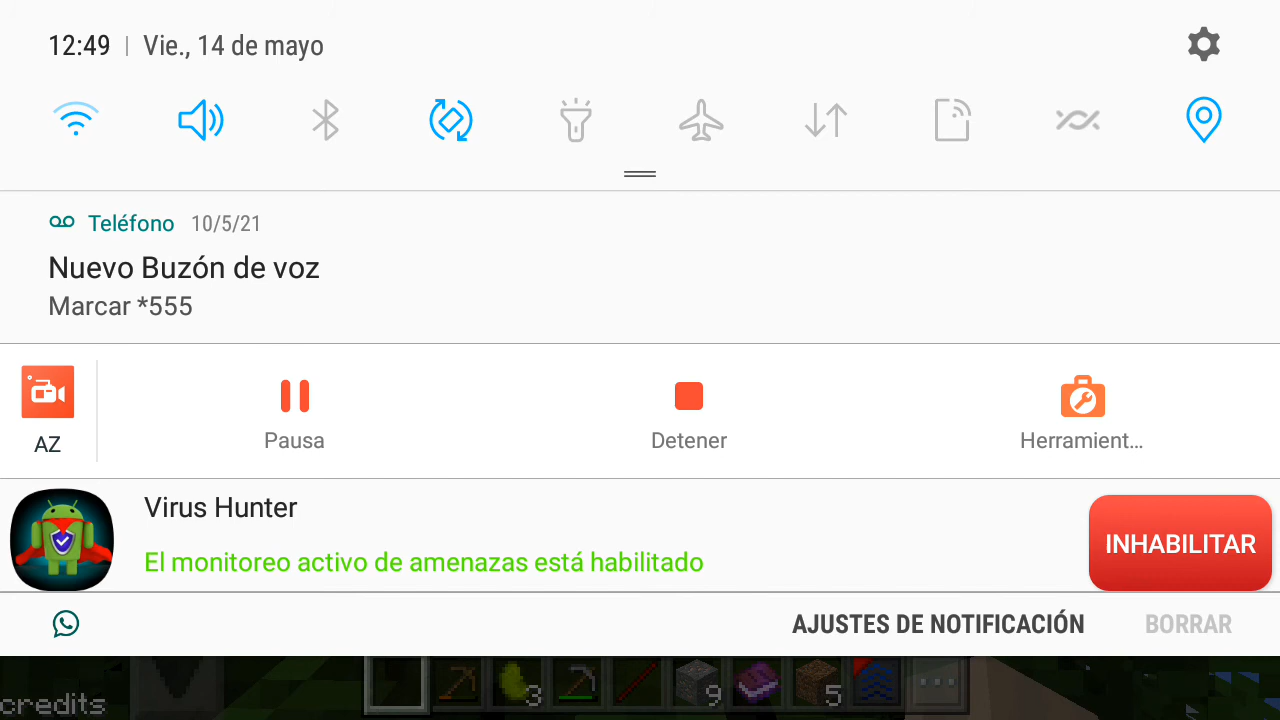 12:49 | Vie., 14 de mayo
Teléfono 10/5/21
Nuevo Buzón de voz
Marcar *555
AZ
Pausa
Detener
Herramient...
Virus Hunter
El monitoreo activo de amenazas está habilitado
INHABILITAR
AJUSTES DE NOTIFICACIÓN
BORRAR
3
9
5
credits